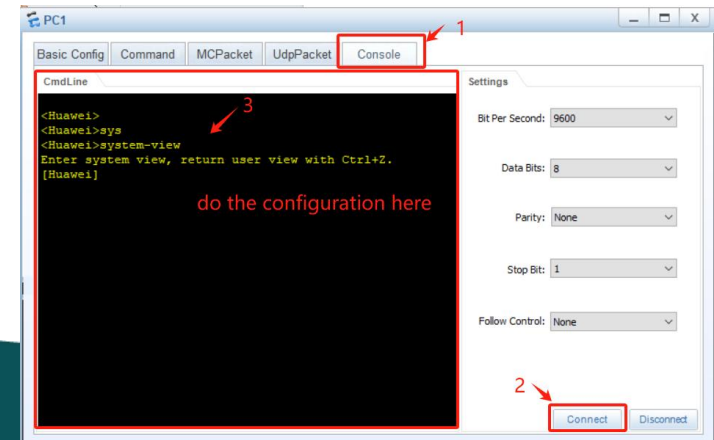 PC1
X
1
Basic Config Command MCPacket UdpPacket Console
CmdLine
<Huawei>
<Huawei>sys
<Huawei>system-view
Enter system view, return user view with Ctrl+Z.
[Huawei]
3
do the configuration here
Settings
Bit Per Second: 9600
Data Bits: 8
Parity: None
Stop Bit: 1
Follow Control: None
2
Connect Disconnect